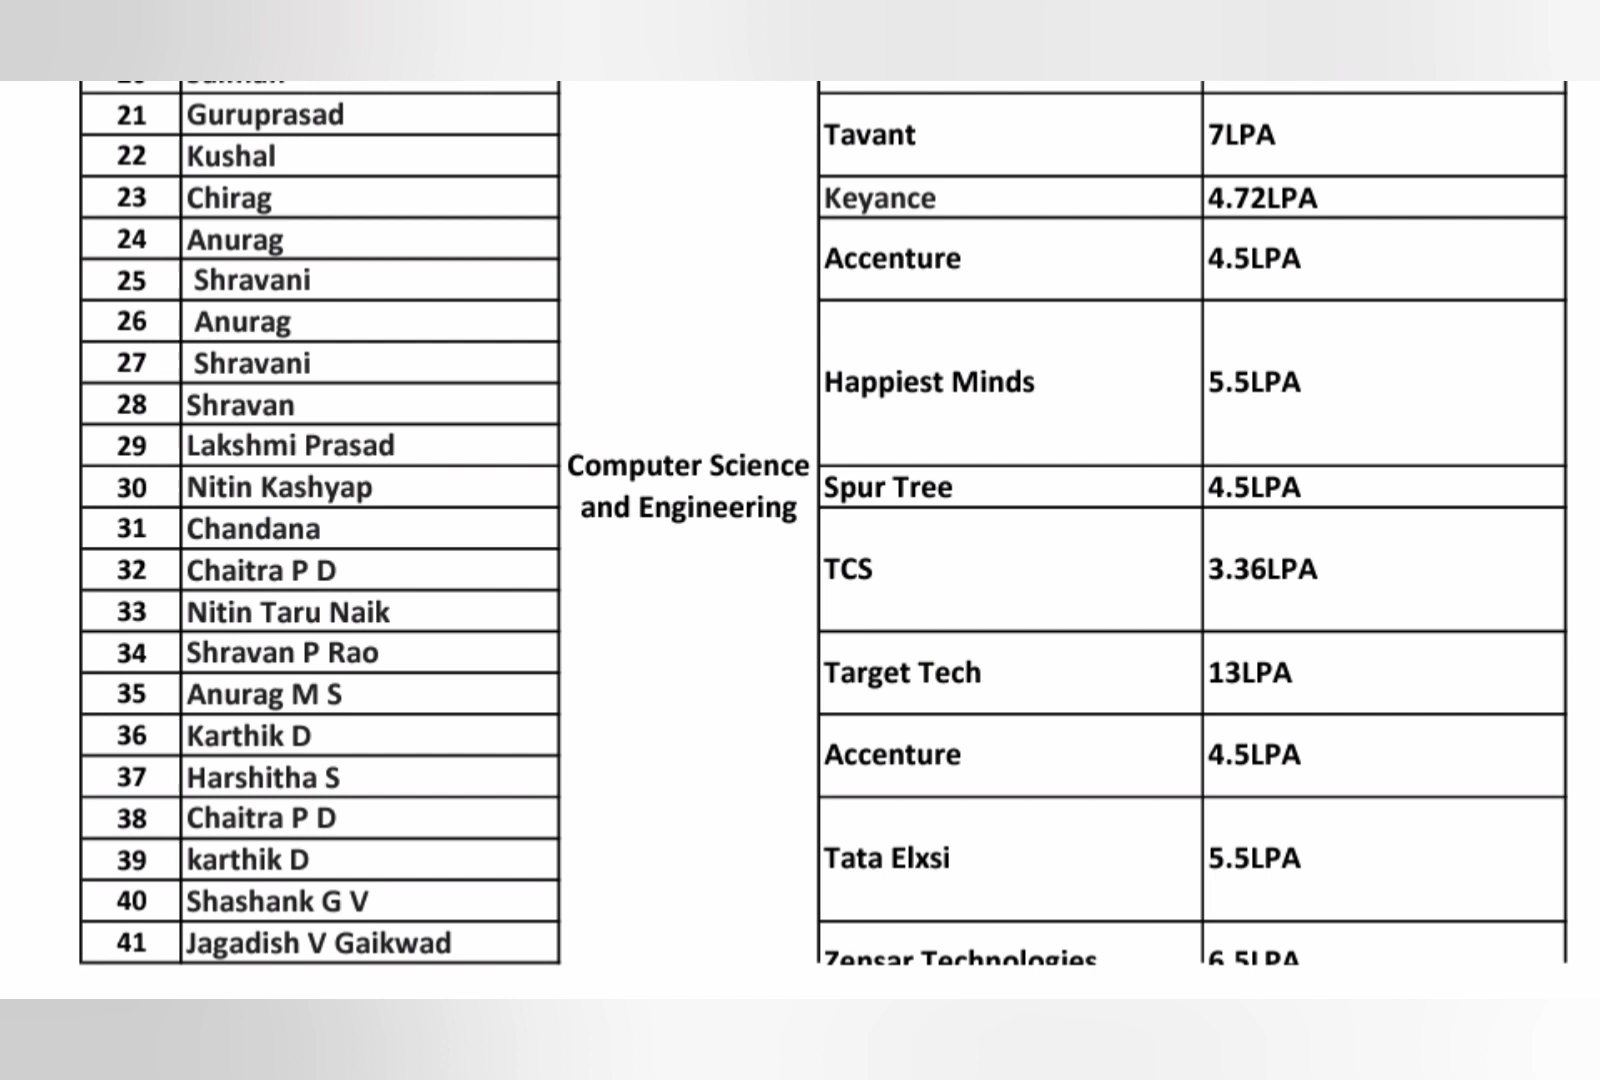 21 Guruprasad
Tavant 7LPA
22 Kushal
23 Chirag Keyance 4.72LPA
24 Anurag
Accenture 4.5LPA
25 Shravani
26 Anurag
27 Shravani
Happiest Minds 5.5LPA
28 Shravan
29 Lakshmi Prasad
Computer Science
30 Nitin Kashyap Spur Tree 4.5LPA
and Engineering
31 Chandana
32 Chaitra P D TCS 3.36LPA
33 Nitin Taru Naik
34 Shravan P Rao
Target Tech 13LPA
35 Anurag M S
36 Karthik D
Accenture 4.5LPA
37 Harshitha S
38 Chaitra P D
39 karthik D Tata Elxsi 5.5LPA
40 Shashank G V
41 Jagadish V Gaikwad
Zensar Technologies 6.5LPA